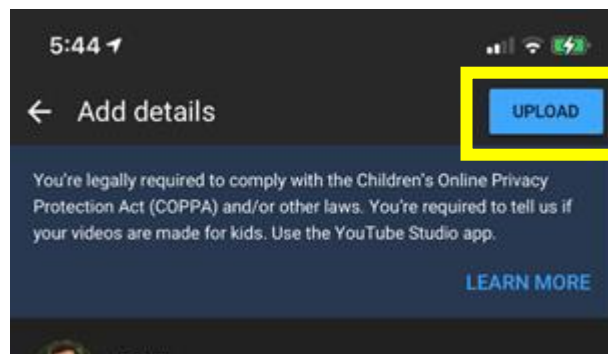 5:44
Add details
UPLOAD
You're legally required to comply with the Children's Online Privacy
Protection Act (COPPA) and/or other laws. You're required to tell us if
your videos are made for kids. Use the YouTube Studio app.
LEARN MORE